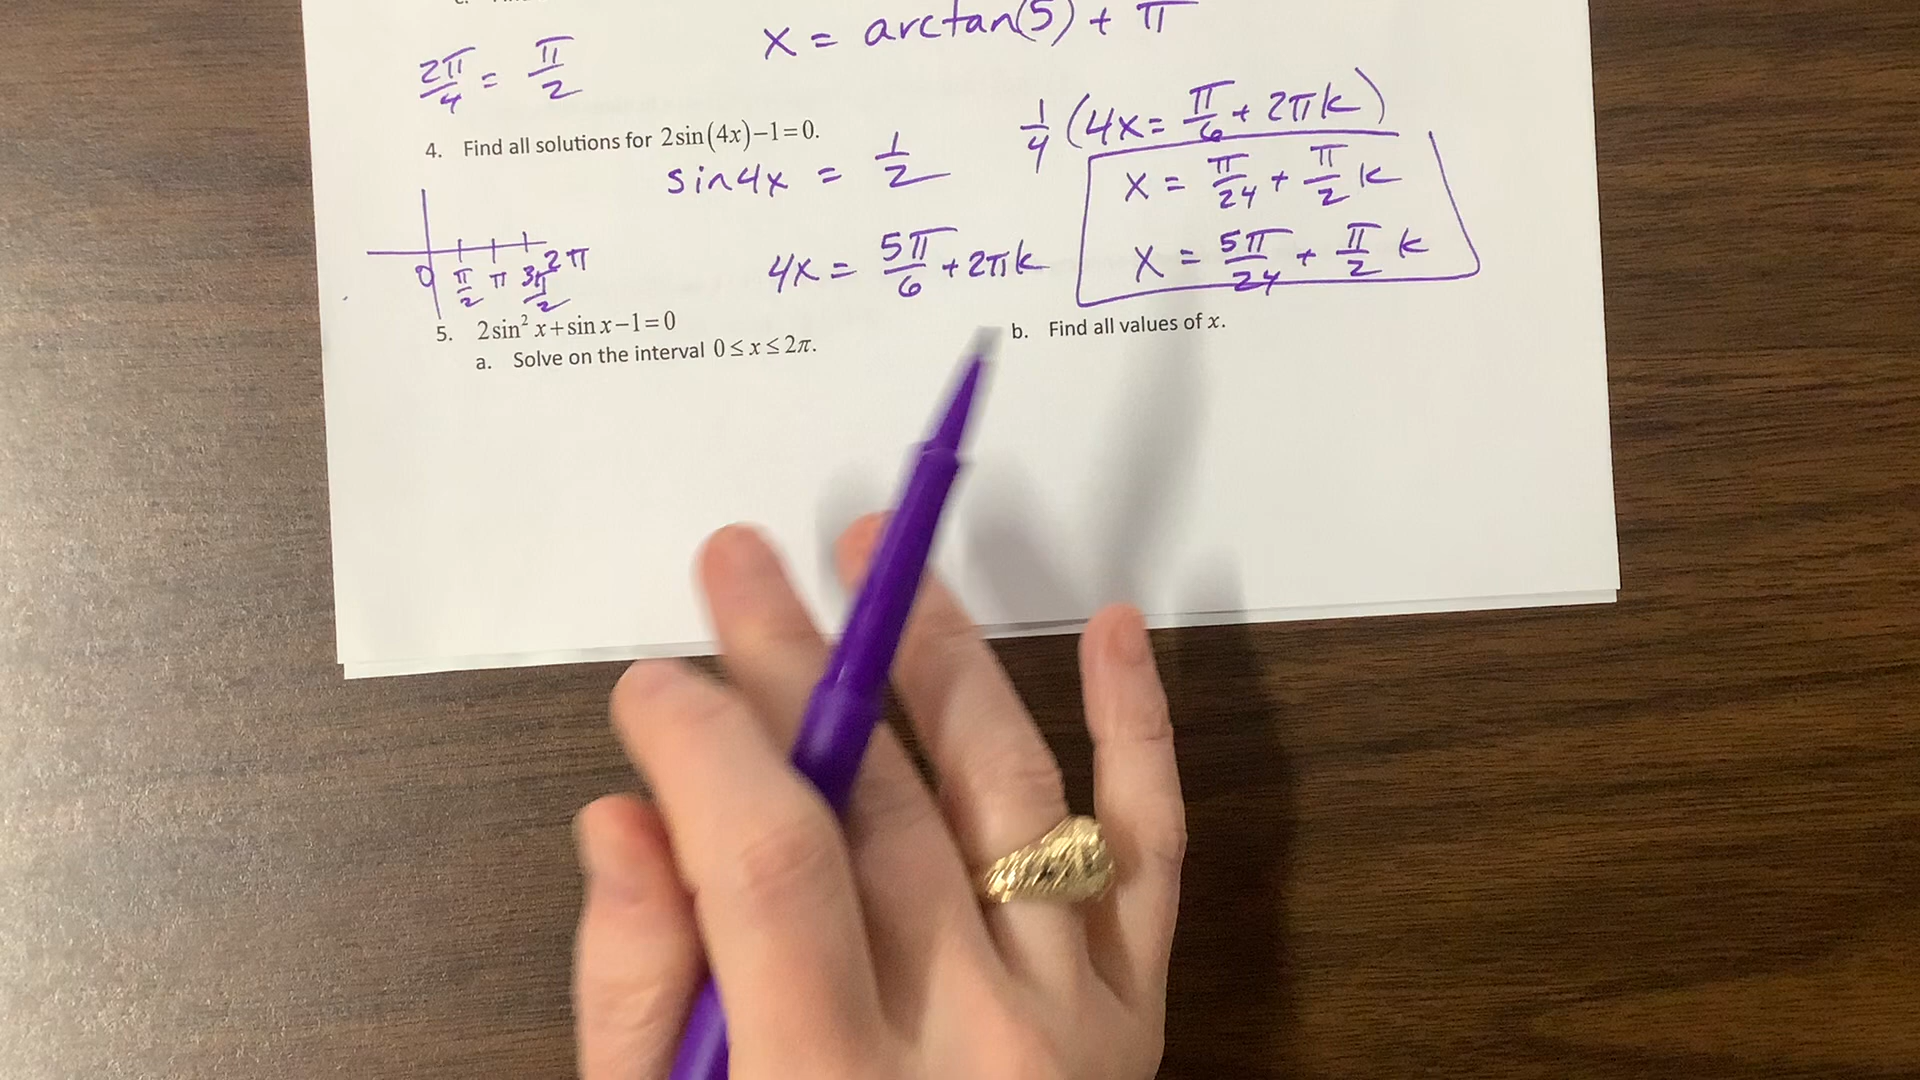 x = arctan(5) + π
2π/4 = π/2
4. Find all solutions for 2sin(4x)−1=0.
sin4x = 1/2
1/4 (4x = π/6 + 2πk)
x = π/24 + π/2 k
4x = 5π/6 + 2πk
x = 5π/24 + π/2 k
0 π/2 π 3π/2 2π
5. 2sin² x+sin x−1=0
a. Solve on the interval 0≤x≤2π.
b. Find all values of x.